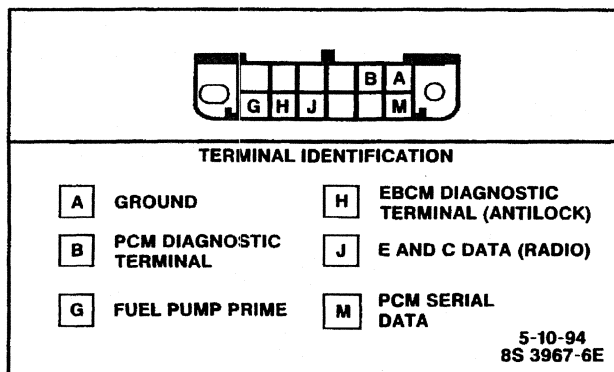 B A
G H J M
TERMINAL IDENTIFICATION
A GROUND
B PCM DIAGNOSTIC
TERMINAL
G FUEL PUMP PRIME
H EBCM DIAGNOSTIC
TERMINAL (ANTILOCK)
J E AND C DATA (RADIO)
M PCM SERIAL
DATA
5-10-94
8S 3967-6E